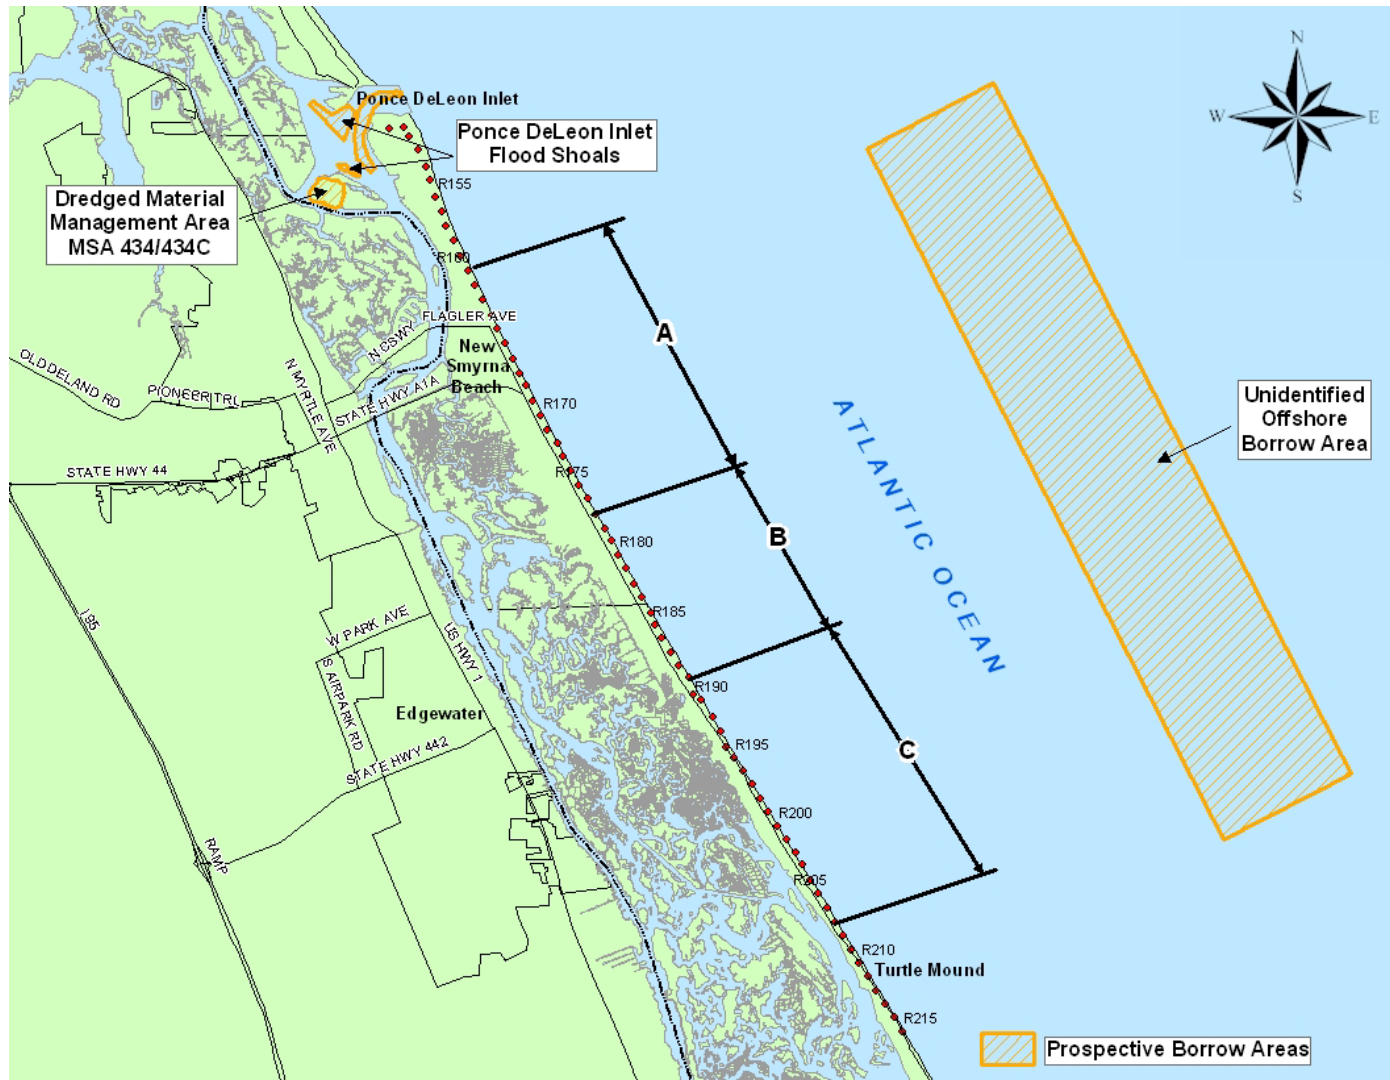 N
W
E
S
Ponce DeLeon Inlet
Ponce DeLeon Inlet
Flood Shoals
Dredged Material
Management Area
MSA 434/434C
R155
R160
FLAGLER AVE
N CSWY
New
Smyrna
Beach
OLD DELAND RD
PIONEER TRL
N MYRTLE AVE
STATE HWY A1A
STATE HWY 44
R170
R175
R180
R185
R190
R195
R200
R205
R210
R215
A
B
C
ATLANTIC OCEAN
Unidentified
Offshore
Borrow Area
I 95
W PARK AVE
S AIRPARK RD
US HWY 1
Edgewater
STATE HWY 442
RAMP
Turtle Mound
Prospective Borrow Areas